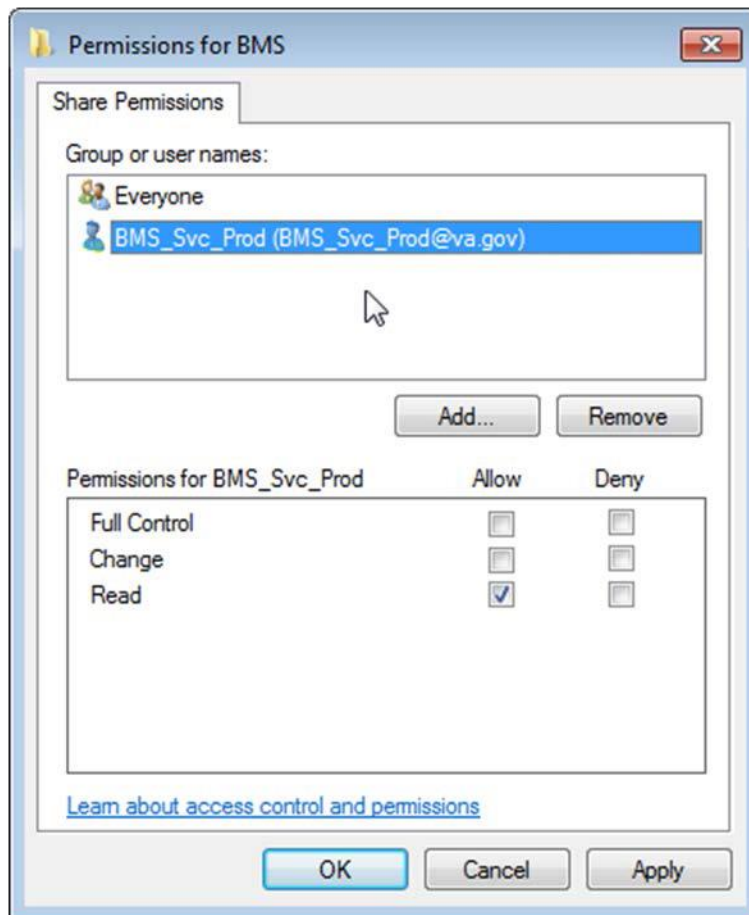 Permissions for BMS
Share Permissions
Group or user names:
Everyone
BMS_Svc_Prod (BMS_Svc_Prod@va.gov)
Add... Remove
Permissions for BMS_Svc_Prod Allow Deny
Full Control
Change
Read
Learn about access control and permissions
OK Cancel Apply